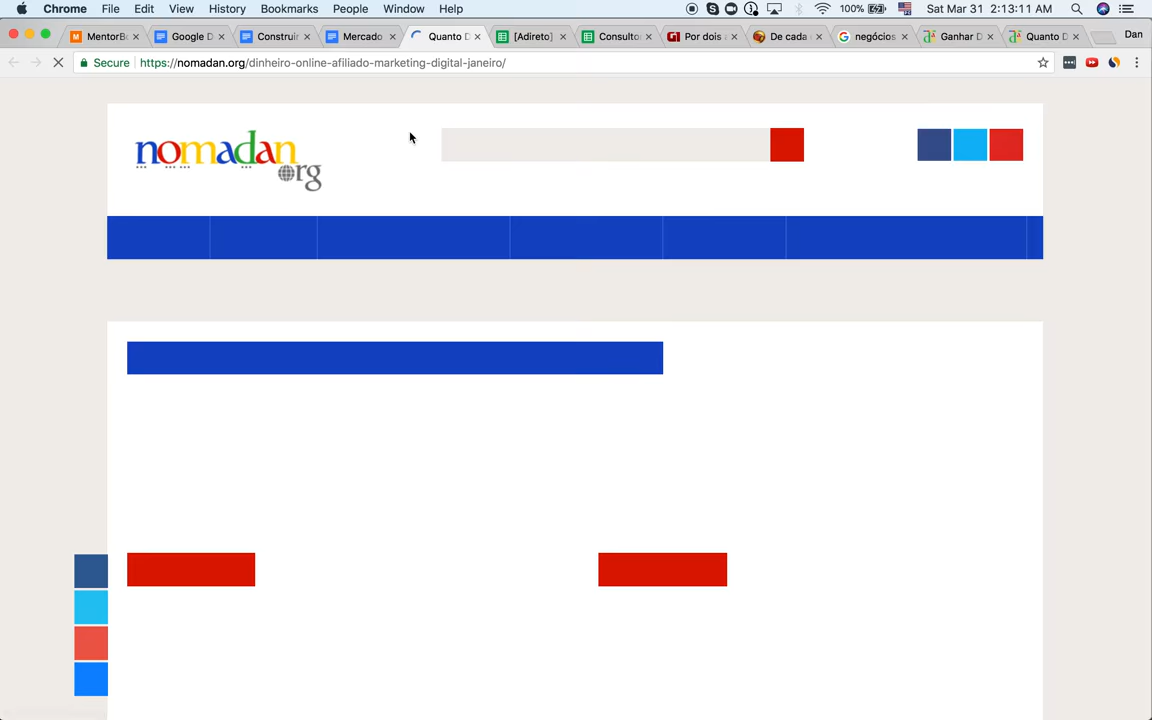 Chrome File Edit View History Bookmarks People Window Help 100% Sat Mar 31 2:13:11 AM
MentorBo Google D Construir Mercado Quanto D [Adireto] Consulto Por dois a De cada negócios Ganhar D Quanto D Dan
Secure https://nomadan.org/dinheiro-online-afiliado-marketing-digital-janeiro/
nomadan
.org